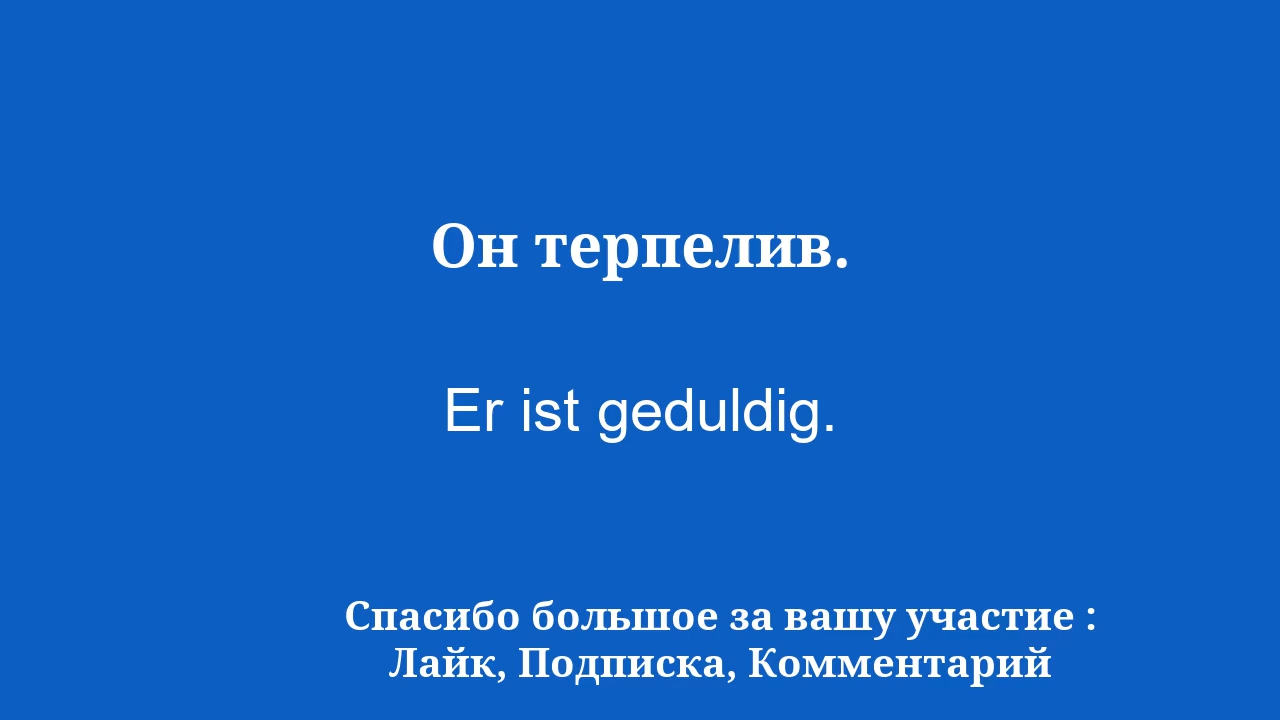 Он терпелив.
Er ist geduldig.
Спасибо большое за вашу участие :
Лайк, Подписка, Комментарий